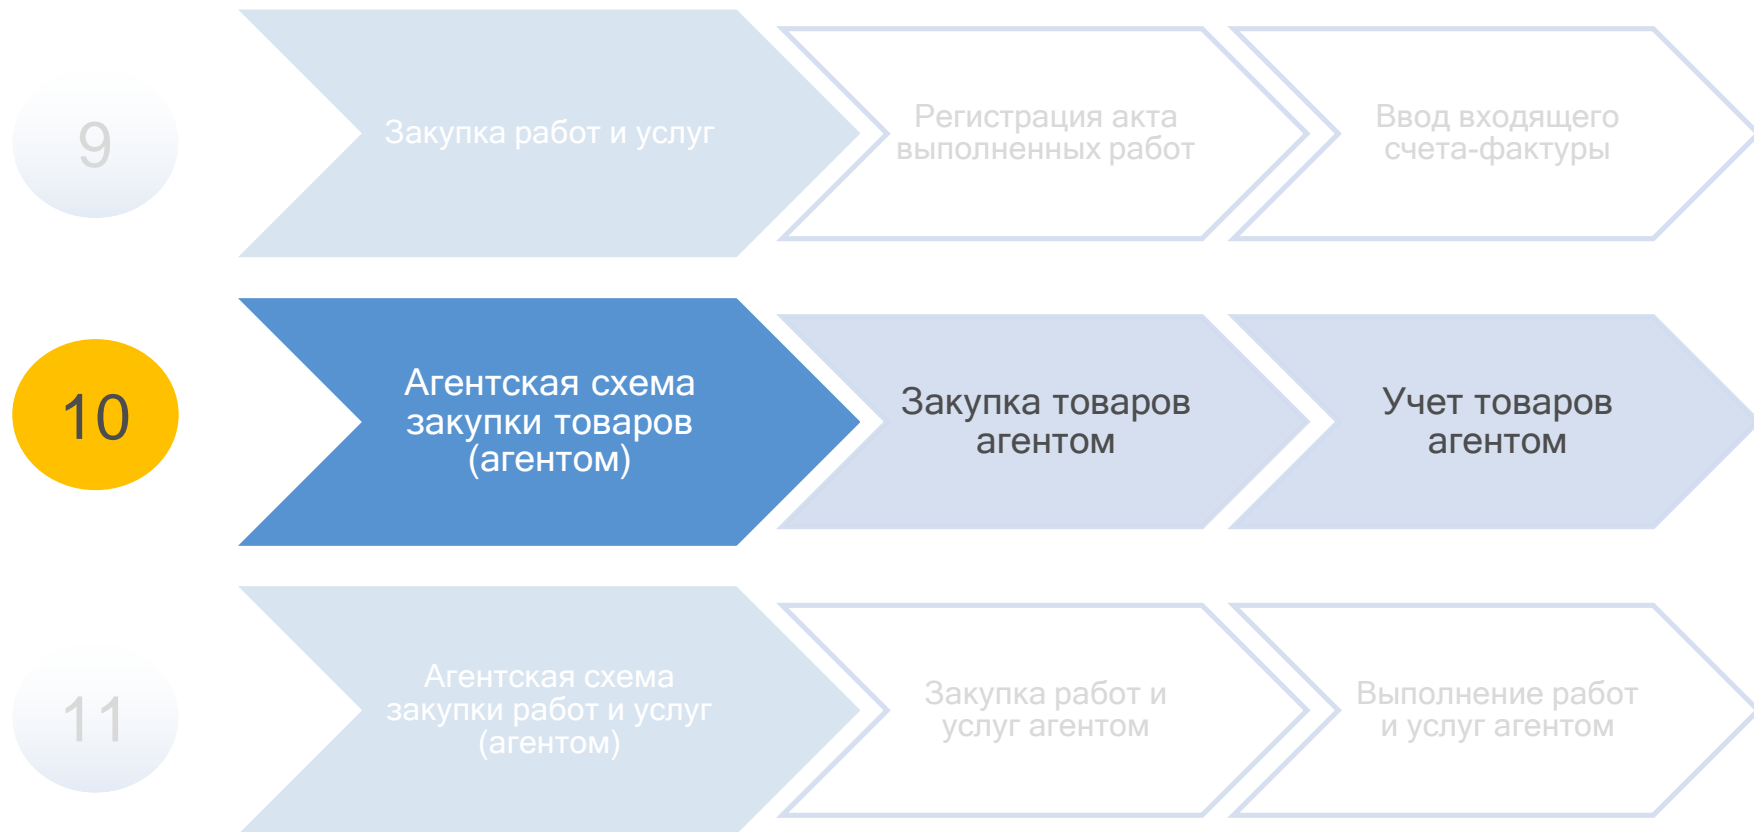 9
Закупка работ и услуг
Регистрация акта
выполненных работ
Ввод входящего
счета-фактуры
10
Агентская схема
закупки товаров
(агентом)
Закупка товаров
агентом
Учет товаров
агентом
11
Агентская схема
закупки работ и услуг
(агентом)
Закупка работ и
услуг агентом
Выполнение работ
и услуг агентом